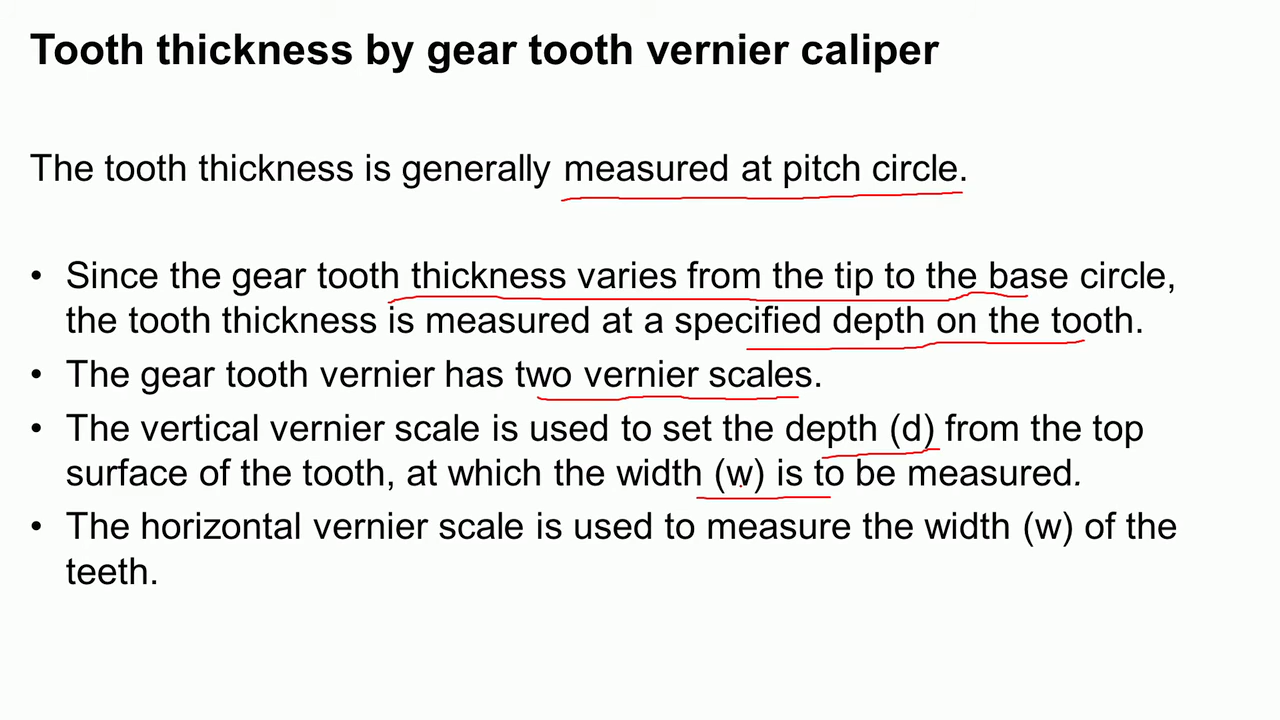 Tooth thickness by gear tooth vernier caliper
The tooth thickness is generally measured at pitch circle.
• Since the gear tooth thickness varies from the tip to the base circle,
the tooth thickness is measured at a specified depth on the tooth.
• The gear tooth vernier has two vernier scales.
• The vertical vernier scale is used to set the depth (d) from the top
surface of the tooth, at which the width (w) is to be measured.
• The horizontal vernier scale is used to measure the width (w) of the
teeth.